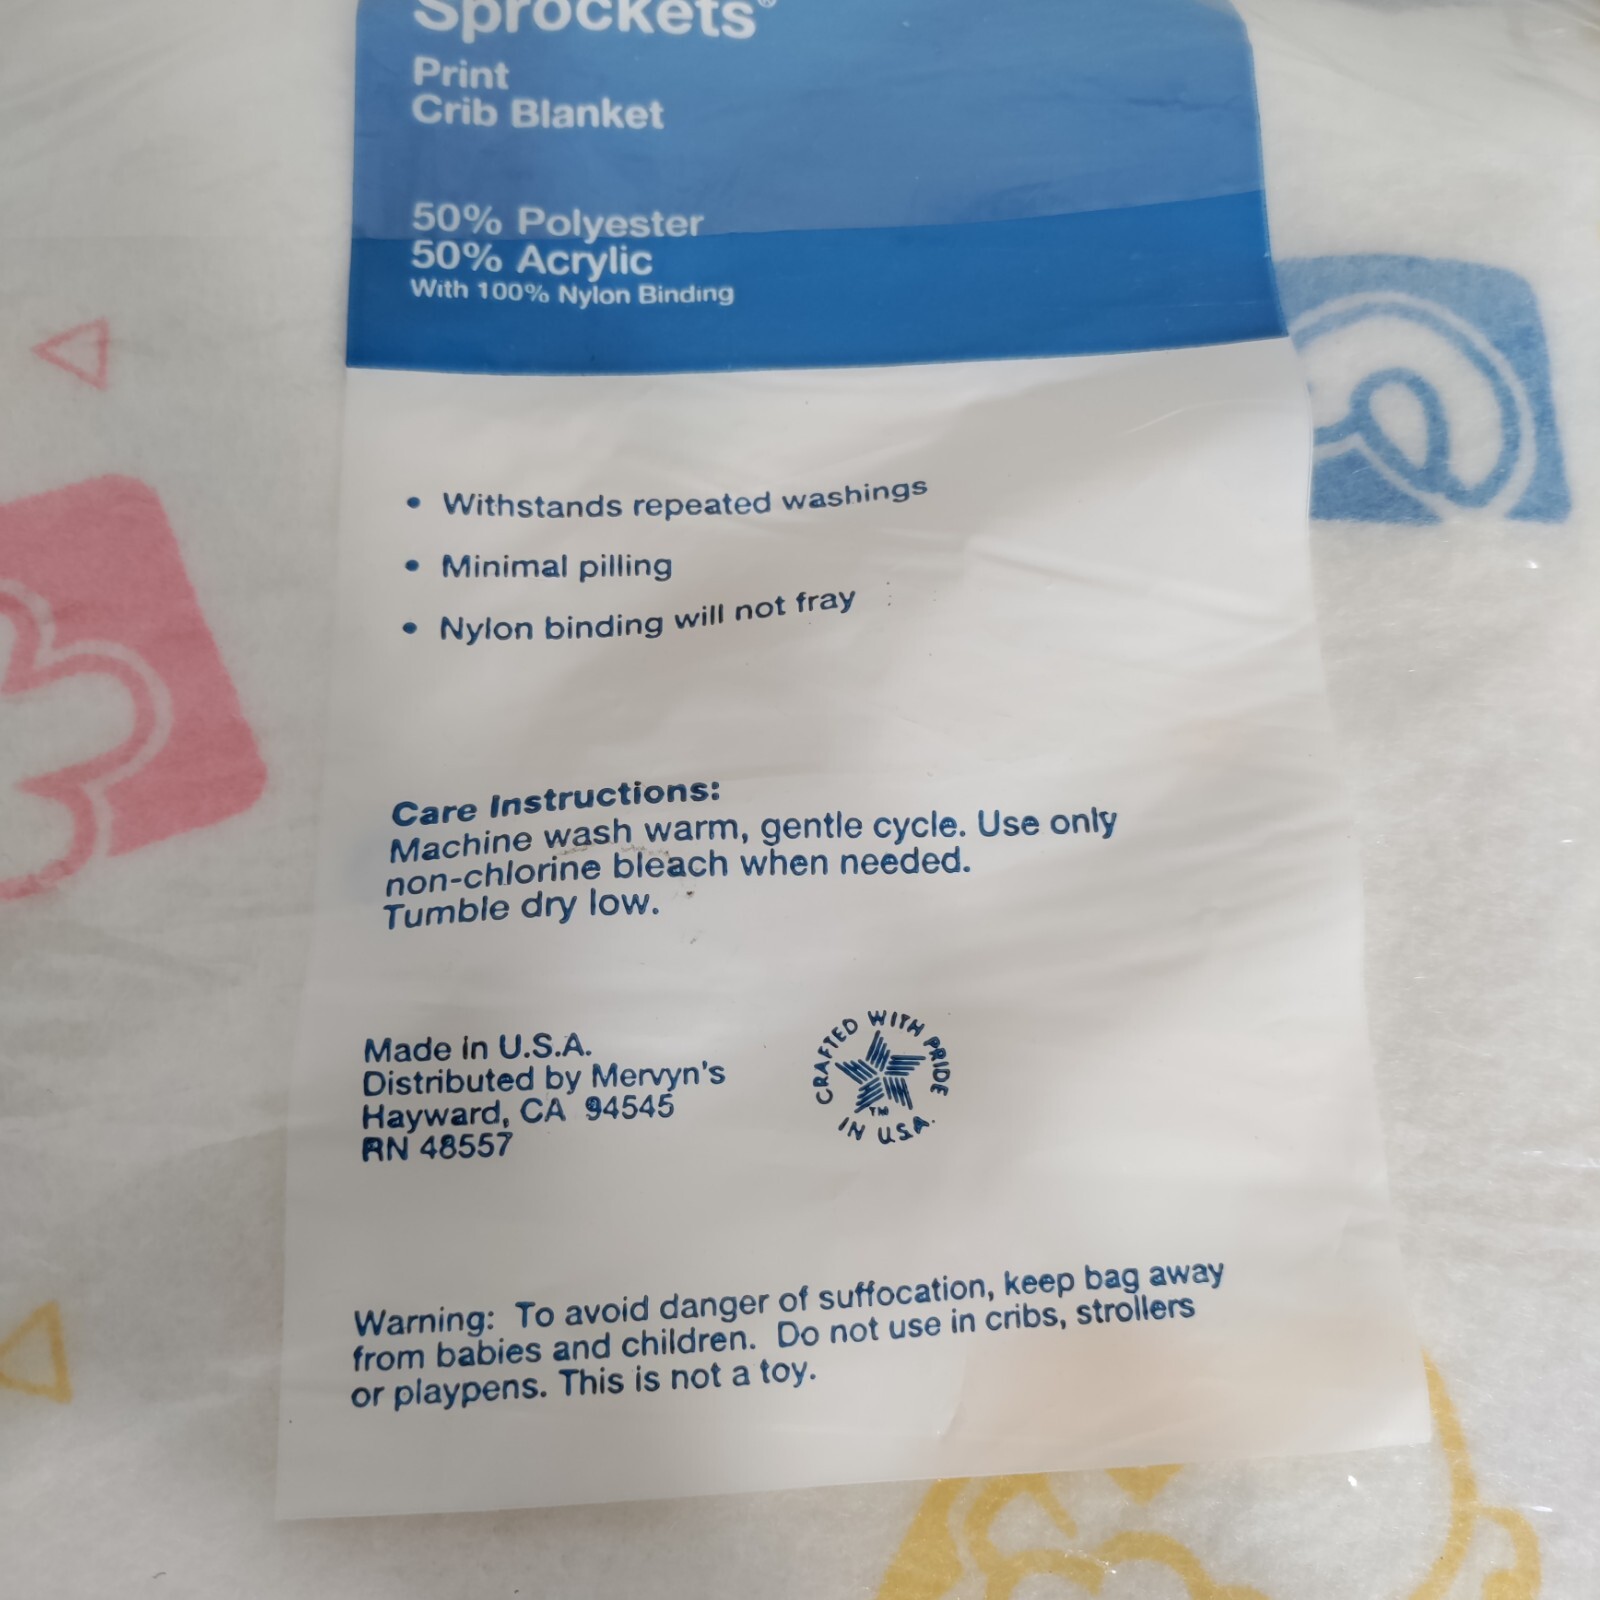 Sprockets®
Print
Crib Blanket
50% Polyester
50% Acrylic
With 100% Nylon Binding
• Withstands repeated washings
• Minimal pilling
• Nylon binding will not fray
Care Instructions:
Machine wash warm, gentle cycle. Use only
non-chlorine bleach when needed.
Tumble dry low.
Made in U.S.A.
Distributed by Mervyn's
Hayward, CA 94545
RN 48557
CRAFTED WITH PRIDE
TM
IN U.S.A.
Warning: To avoid danger of suffocation, keep bag away
from babies and children. Do not use in cribs, strollers
or playpens. This is not a toy.